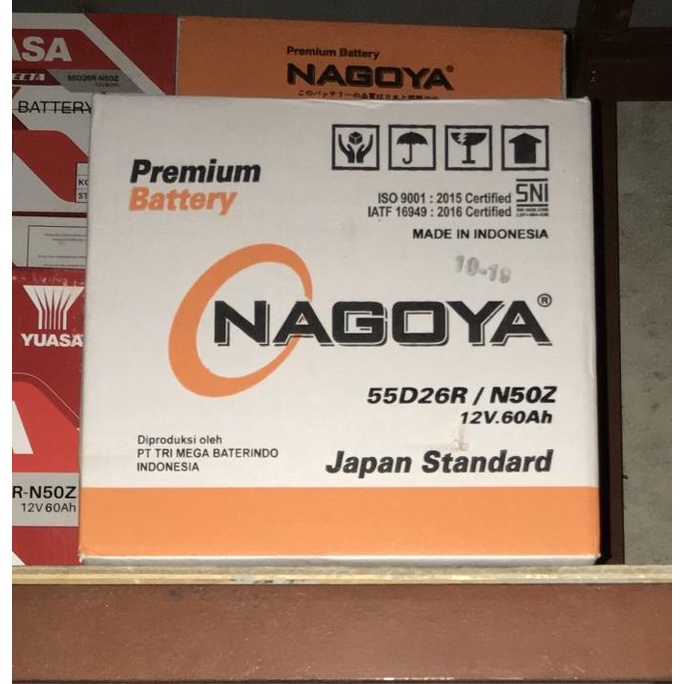 ASA
ECTA
55D26R-N50Z
BATTERY
Premium Battery
NAGOYA®
Premium
Battery
ISO 9001 : 2015 Certified
IATF 16949 : 2016 Certified
SNI
MADE IN INDONESIA
10-18
NAGOYA®
55D26R / N50Z
12V.60Ah
Diproduksi oleh
PT TRI MEGA BATERINDO
INDONESIA
Japan Standard
YUASA
R-N50Z
12V 60Ah